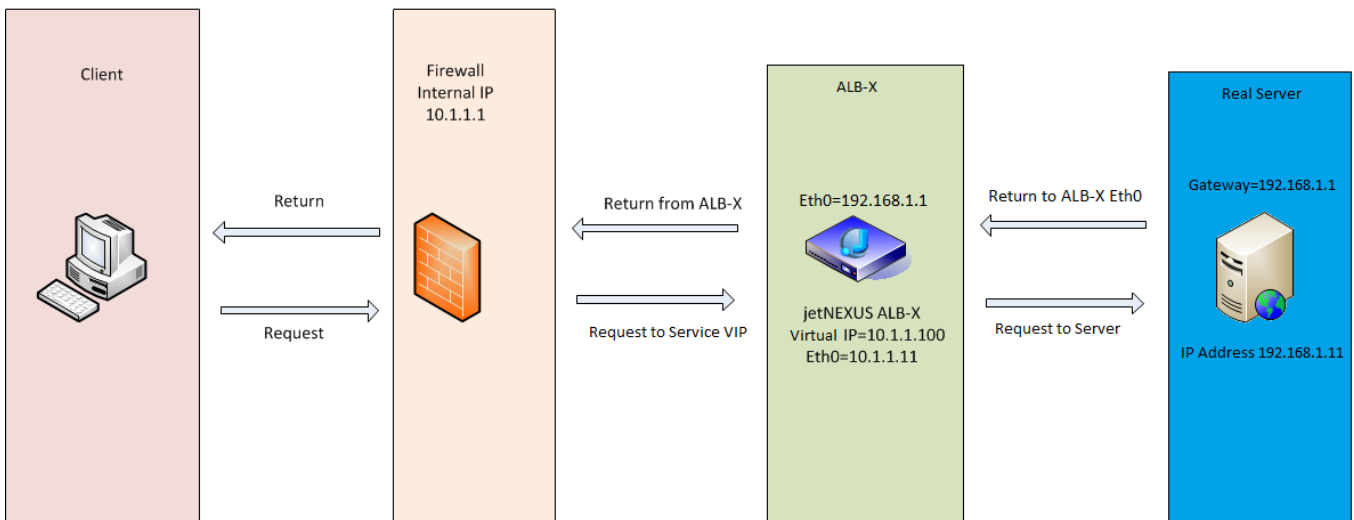 Client
Firewall
Internal IP
10.1.1.1
ALB-X
Real Server
Return
Return from ALB-X
Eth0=192.168.1.1
Return to ALB-X Eth0
Gateway=192.168.1.1
Request
Request to Service VIP
jetNEXUS ALB-X
Virtual IP=10.1.1.100
Eth0=10.1.1.11
Request to Server
IP Address 192.168.1.11